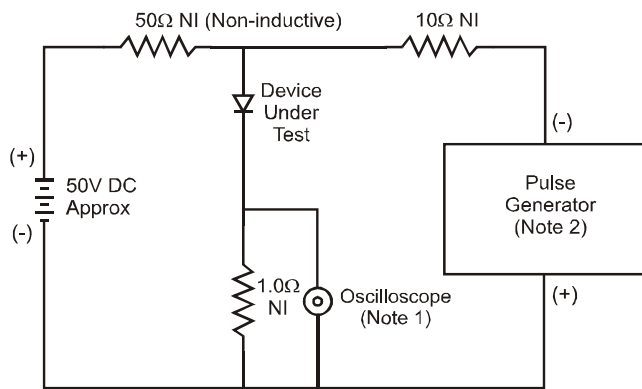 50Ω NI (Non-inductive)
10Ω NI
Device
Under
Test
(+)
50V DC
Approx
(-)
1.0Ω
NI
Oscilloscope
(Note 1)
(-)
Pulse
Generator
(Note 2)
(+)